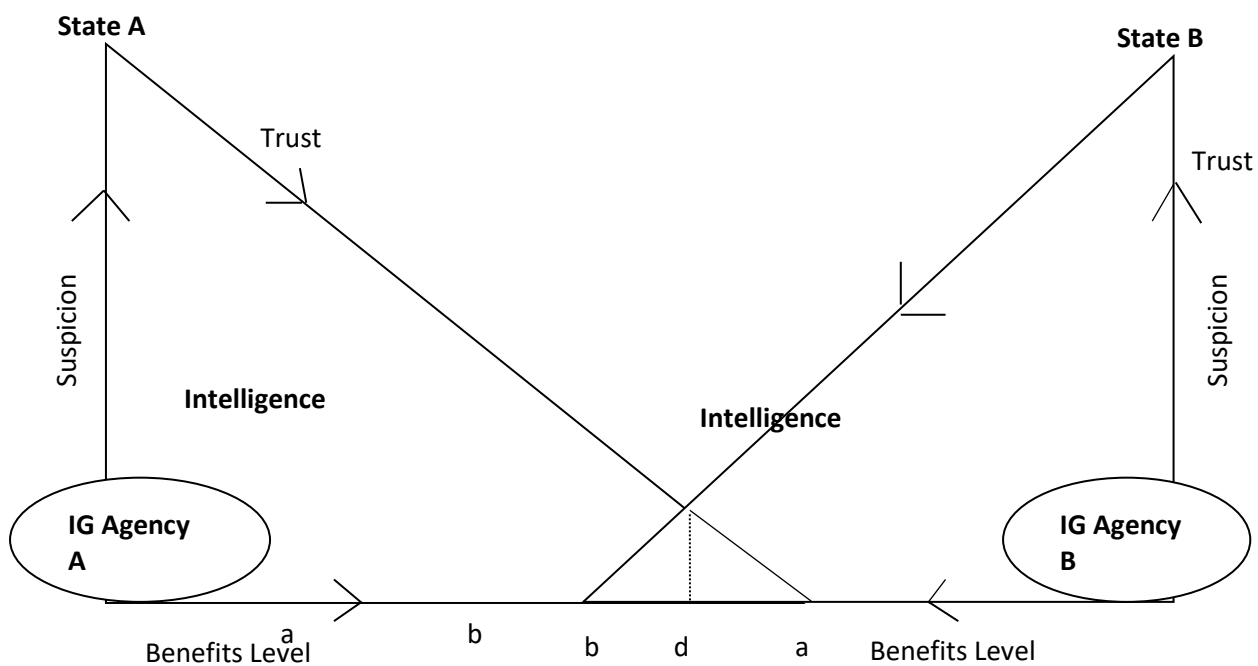 State A
State B
Trust
Trust
Suspicion
Suspicion
Intelligence
Intelligence
IG Agency
A
IG Agency
B
a
b
b
d
a
Benefits Level
Benefits Level